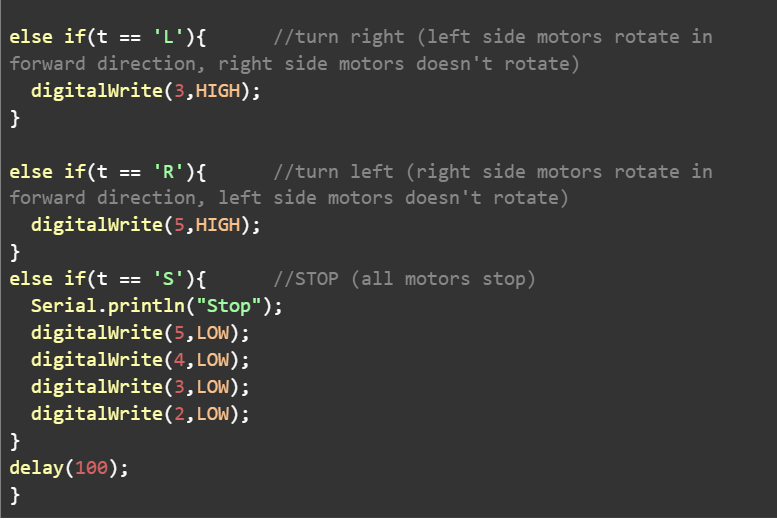 else if(t == 'L'){      //turn right (left side motors rotate in
forward direction, right side motors doesn't rotate)
  digitalWrite(3,HIGH);
}
else if(t == 'R'){      //turn left (right side motors rotate in
forward direction, left side motors doesn't rotate)
  digitalWrite(5,HIGH);
}
else if(t == 'S'){      //STOP (all motors stop)
  Serial.println("Stop");
  digitalWrite(5,LOW);
  digitalWrite(4,LOW);
  digitalWrite(3,LOW);
  digitalWrite(2,LOW);
}
delay(100);
}